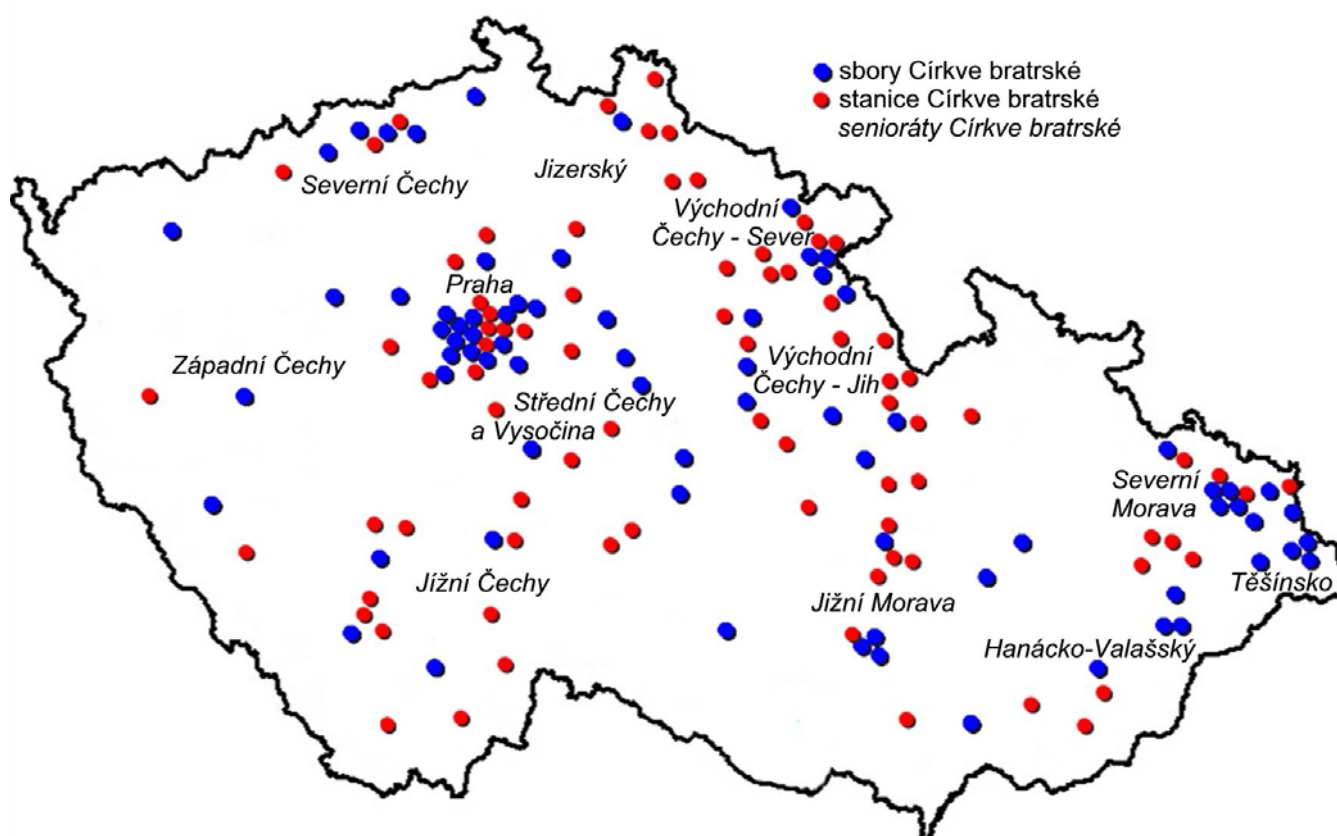 sbory Církve bratrské
stanice Církve bratrské
senioráty Církve bratrské
Severní Čechy
Jizerský
Východní
Čechy - Sever
Praha
Západní Čechy
Východní
Čechy - Jih
Střední Čechy
a Vysočina
Severní
Morava
Jížní Čechy
Jižní Morava
Těšínsko
Hanácko-Valašský